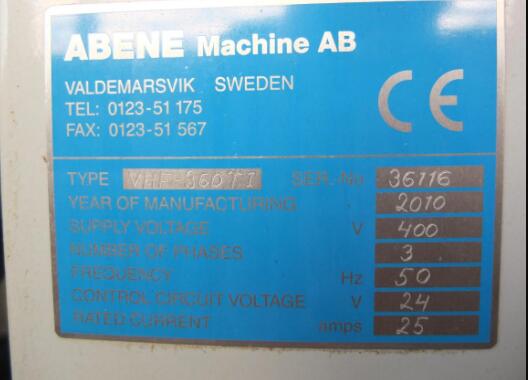 ABENE Machine AB
VALDEMARSVIK SWEDEN
TEL: 0123-51 175
FAX: 0123-51 567
CE
TYPE VHF-360TI SER.-No 36116
YEAR OF MANUFACTURING 2010
SUPPLY VOLTAGE V 400
NUMBER OF PHASES 3
FREQUENCY Hz 50
CONTROL CIRCUIT VOLTAGE V 24
RATED CURRENT amps 25